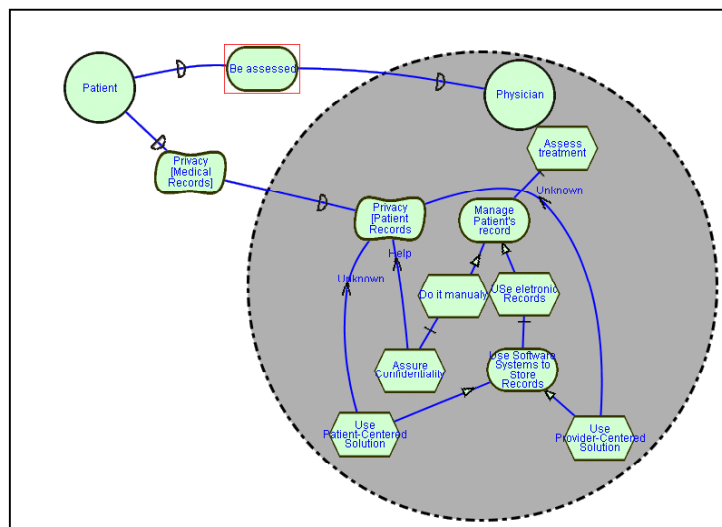 Patient
Be assessed
Physician
Assess
treatment
Privacy
[Medical
Records]
Unknown
Privacy
[Patient
Records
Manage
Patient's
record
Help
Unknown
Do it manualy
USe eletronic
Records
Assure
Confidentiality
Use Software
Systems to
Store
Records
Use
Patient-Centered
Solution
Use
Provider-Centered
Solution